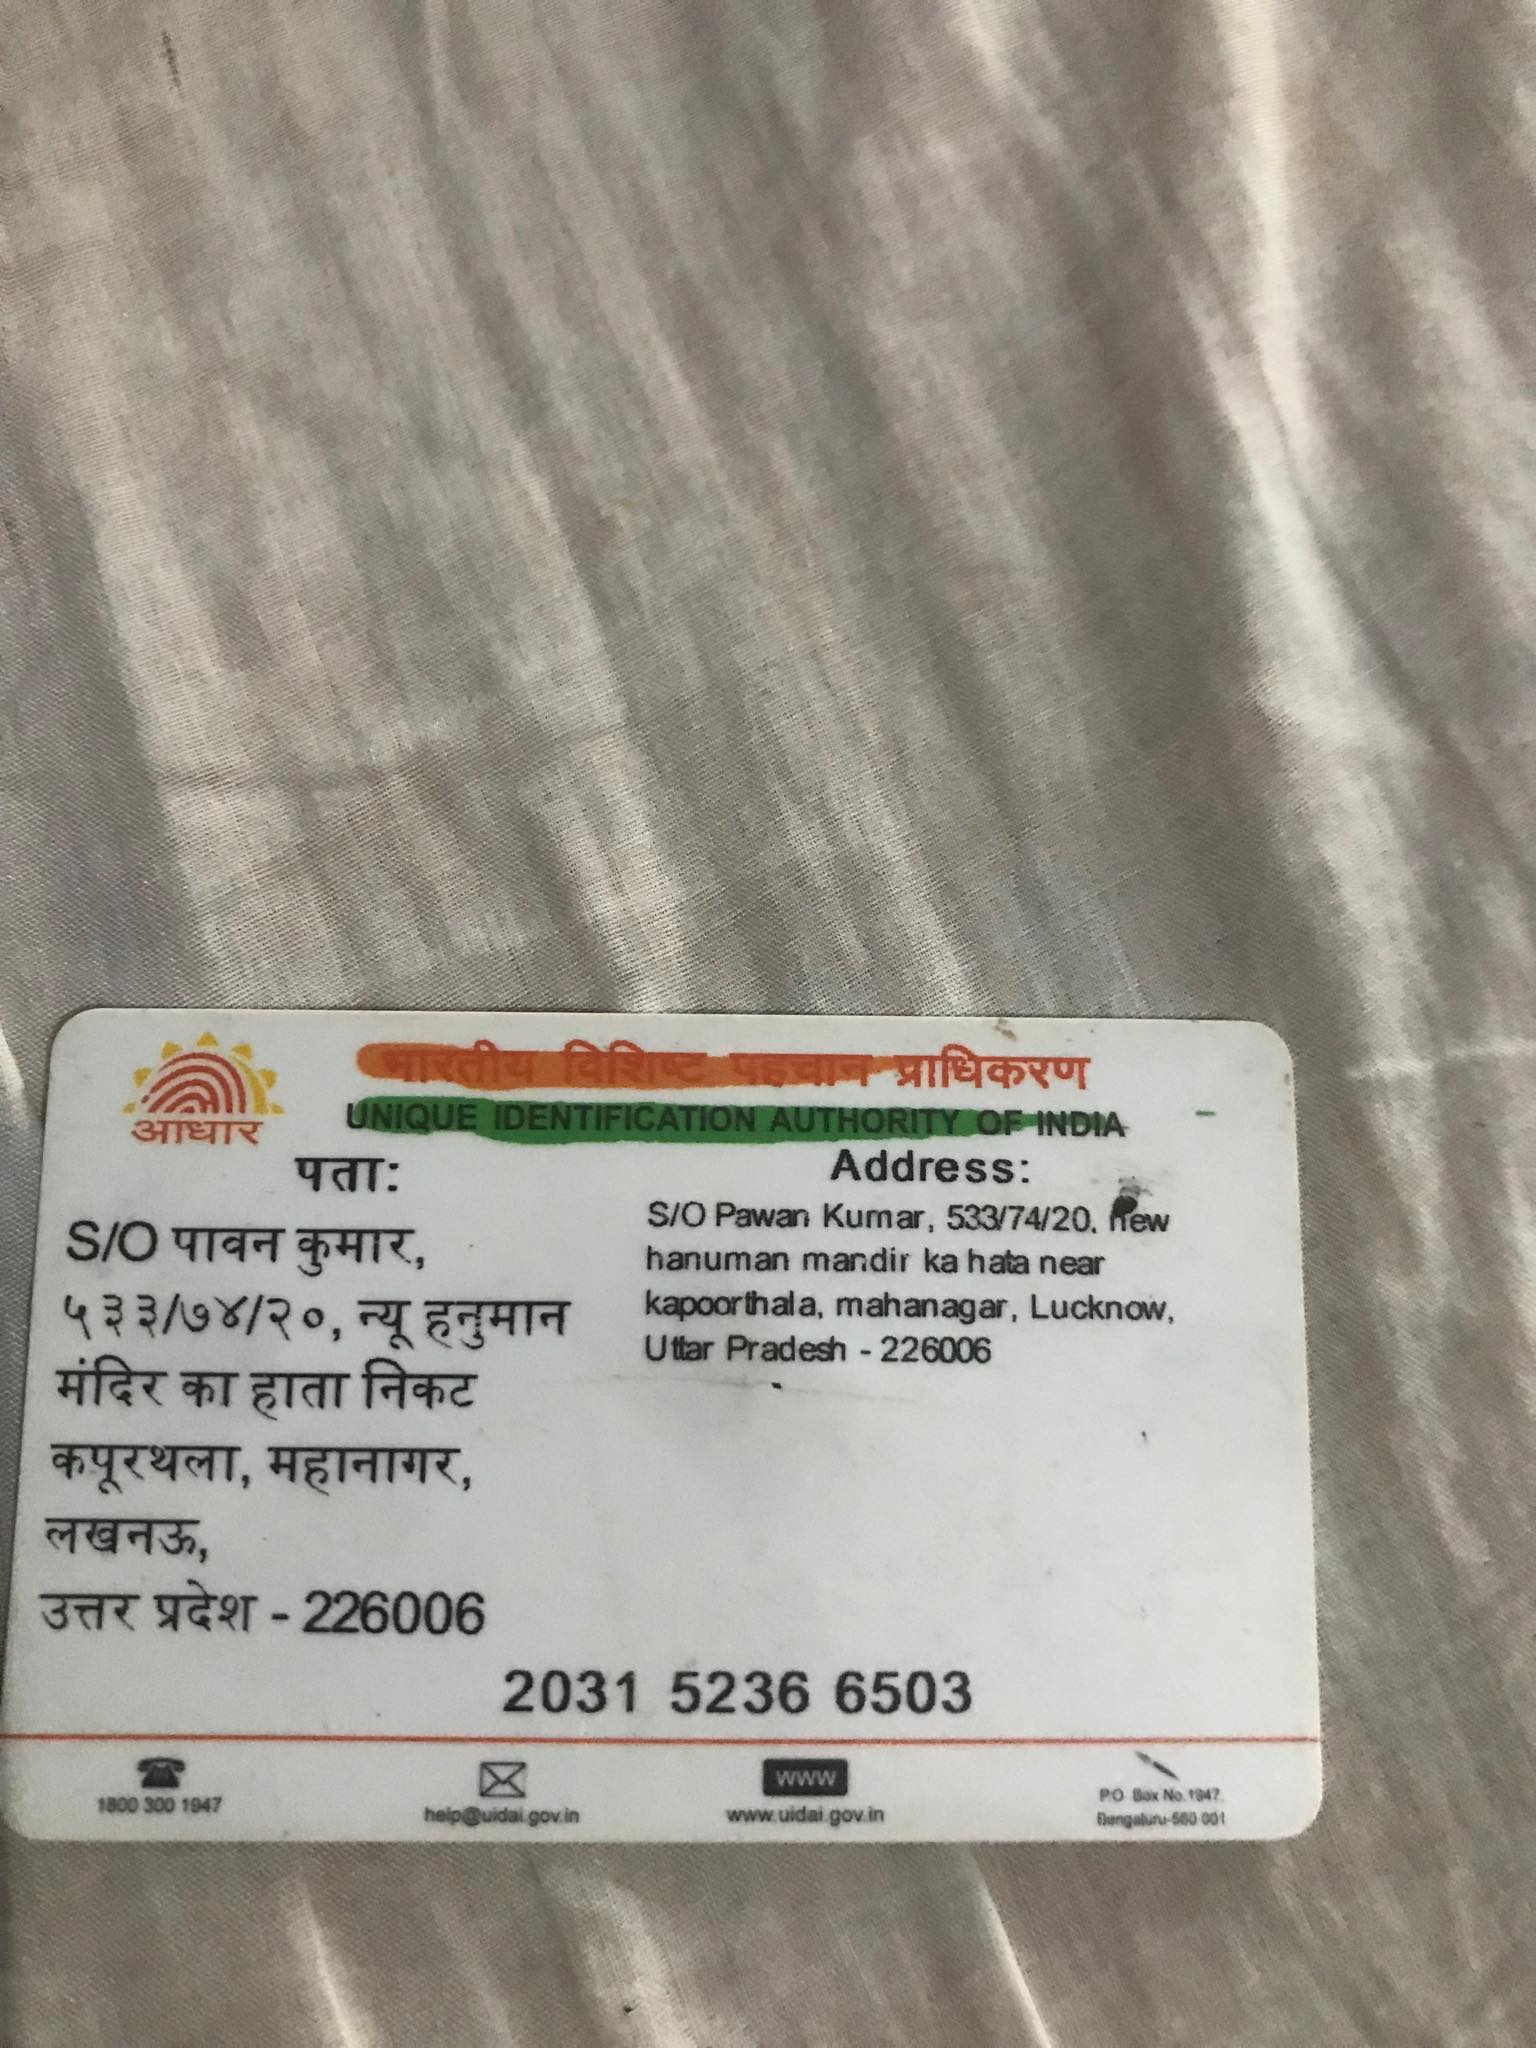 भारतीय विशिष्ट पहचान प्राधिकरण
UNIQUE IDENTIFICATION AUTHORITY OF INDIA
आधार
पता:
S/O पावन कुमार,
५३३/७४/२०, न्यू हनुमान
मंदिर का हाता निकट
कपूरथला, महानागर,
लखनऊ,
उत्तर प्रदेश - 226006
Address:
S/O Pawan Kumar, 533/74/20, new
hanuman mandir ka hata near
kapoorthala, mahanagar, Lucknow,
Uttar Pradesh - 226006
2031 5236 6503
1800 300 1947
help@uidai.gov.in
www
www.uidai.gov.in
P.O. Box No.1947,
Bengaluru-560 001